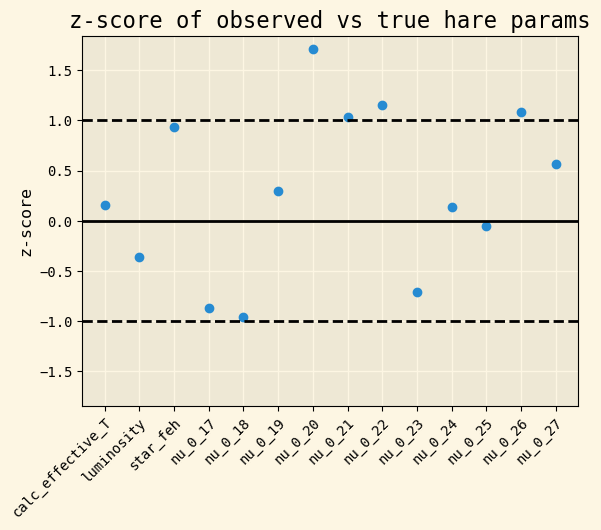 z-score of observed vs true hare params
z-score
1.5
1.0
0.5
0.0
−0.5
−1.0
−1.5
calc_effective_T
luminosity
star_feh
nu_0_17
nu_0_18
nu_0_19
nu_0_20
nu_0_21
nu_0_22
nu_0_23
nu_0_24
nu_0_25
nu_0_26
nu_0_27